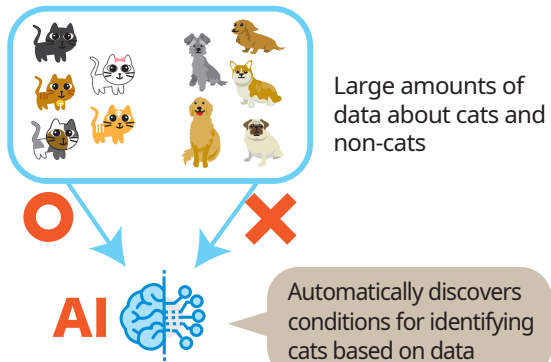 Large amounts of
data about cats and
non-cats
AI
Automatically discovers
conditions for identifying
cats based on data